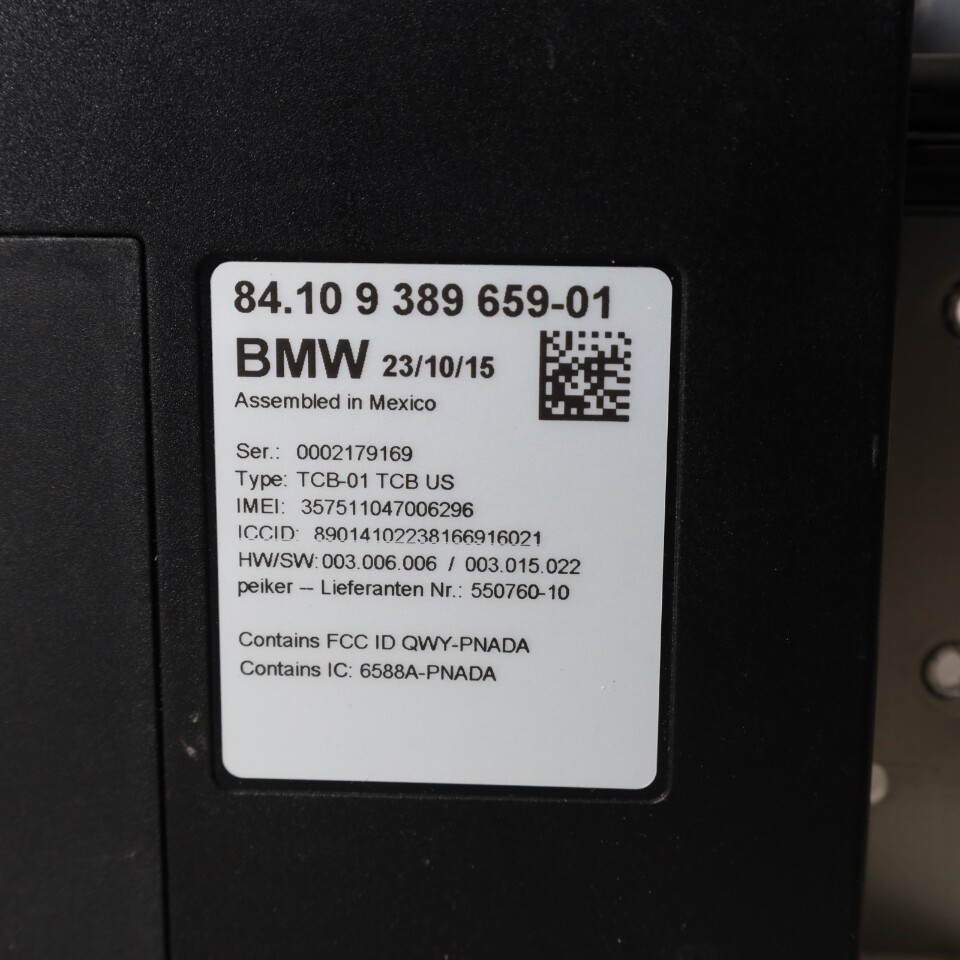 84.10 9 389 659-01
BMW 23/10/15
Assembled in Mexico
Ser.: 0002179169
Type: TCB-01 TCB US
IMEI: 357511047006296
ICCID: 89014102238166916021
HW/SW: 003.006.006 / 003.015.022
peiker -- Lieferanten Nr.: 550760-10
Contains FCC ID QWY-PNADA
Contains IC: 6588A-PNADA